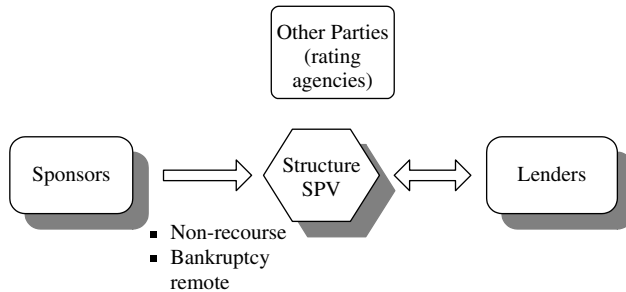 Other Parties
(rating
agencies)
Sponsors
Structure
SPV
Lenders
▪ Non-recourse
▪ Bankruptcy
remote